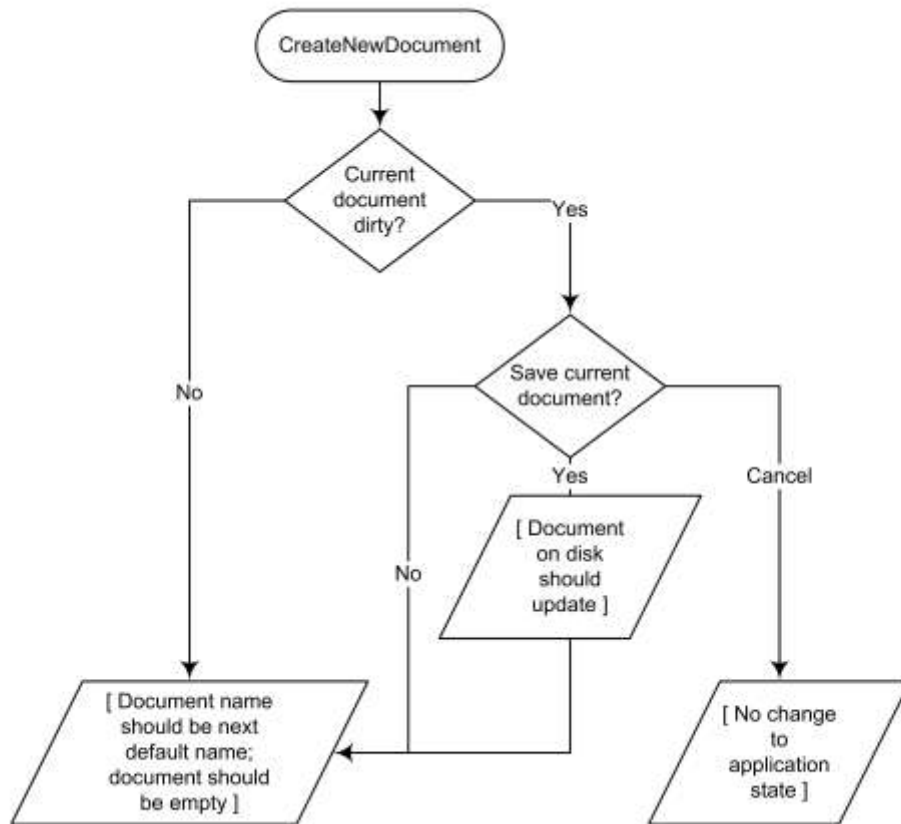 CreateNewDocument
Current
document
dirty?
Yes
No
Save current
document?
Yes
Cancel
No
[ Document
on disk
should
update ]
[ Document name
should be next
default name;
document should
be empty ]
[ No change
to
application
state ]